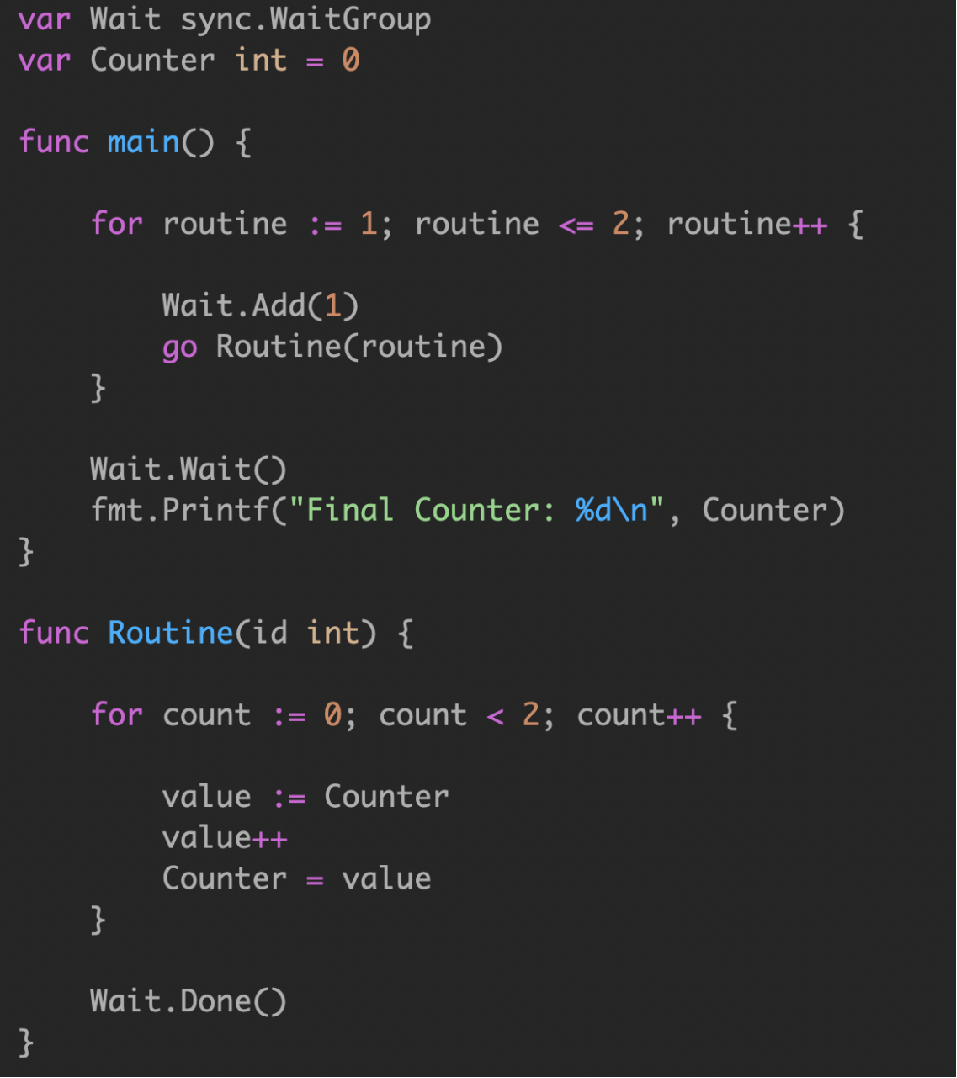 var Wait sync.WaitGroup
var Counter int = 0
func main() {
for routine := 1; routine <= 2; routine++ {
Wait.Add(1)
go Routine(routine)
}
Wait.Wait()
fmt.Printf("Final Counter: %d\n", Counter)
}
func Routine(id int) {
for count := 0; count < 2; count++ {
value := Counter
value++
Counter = value
}
Wait.Done()
}